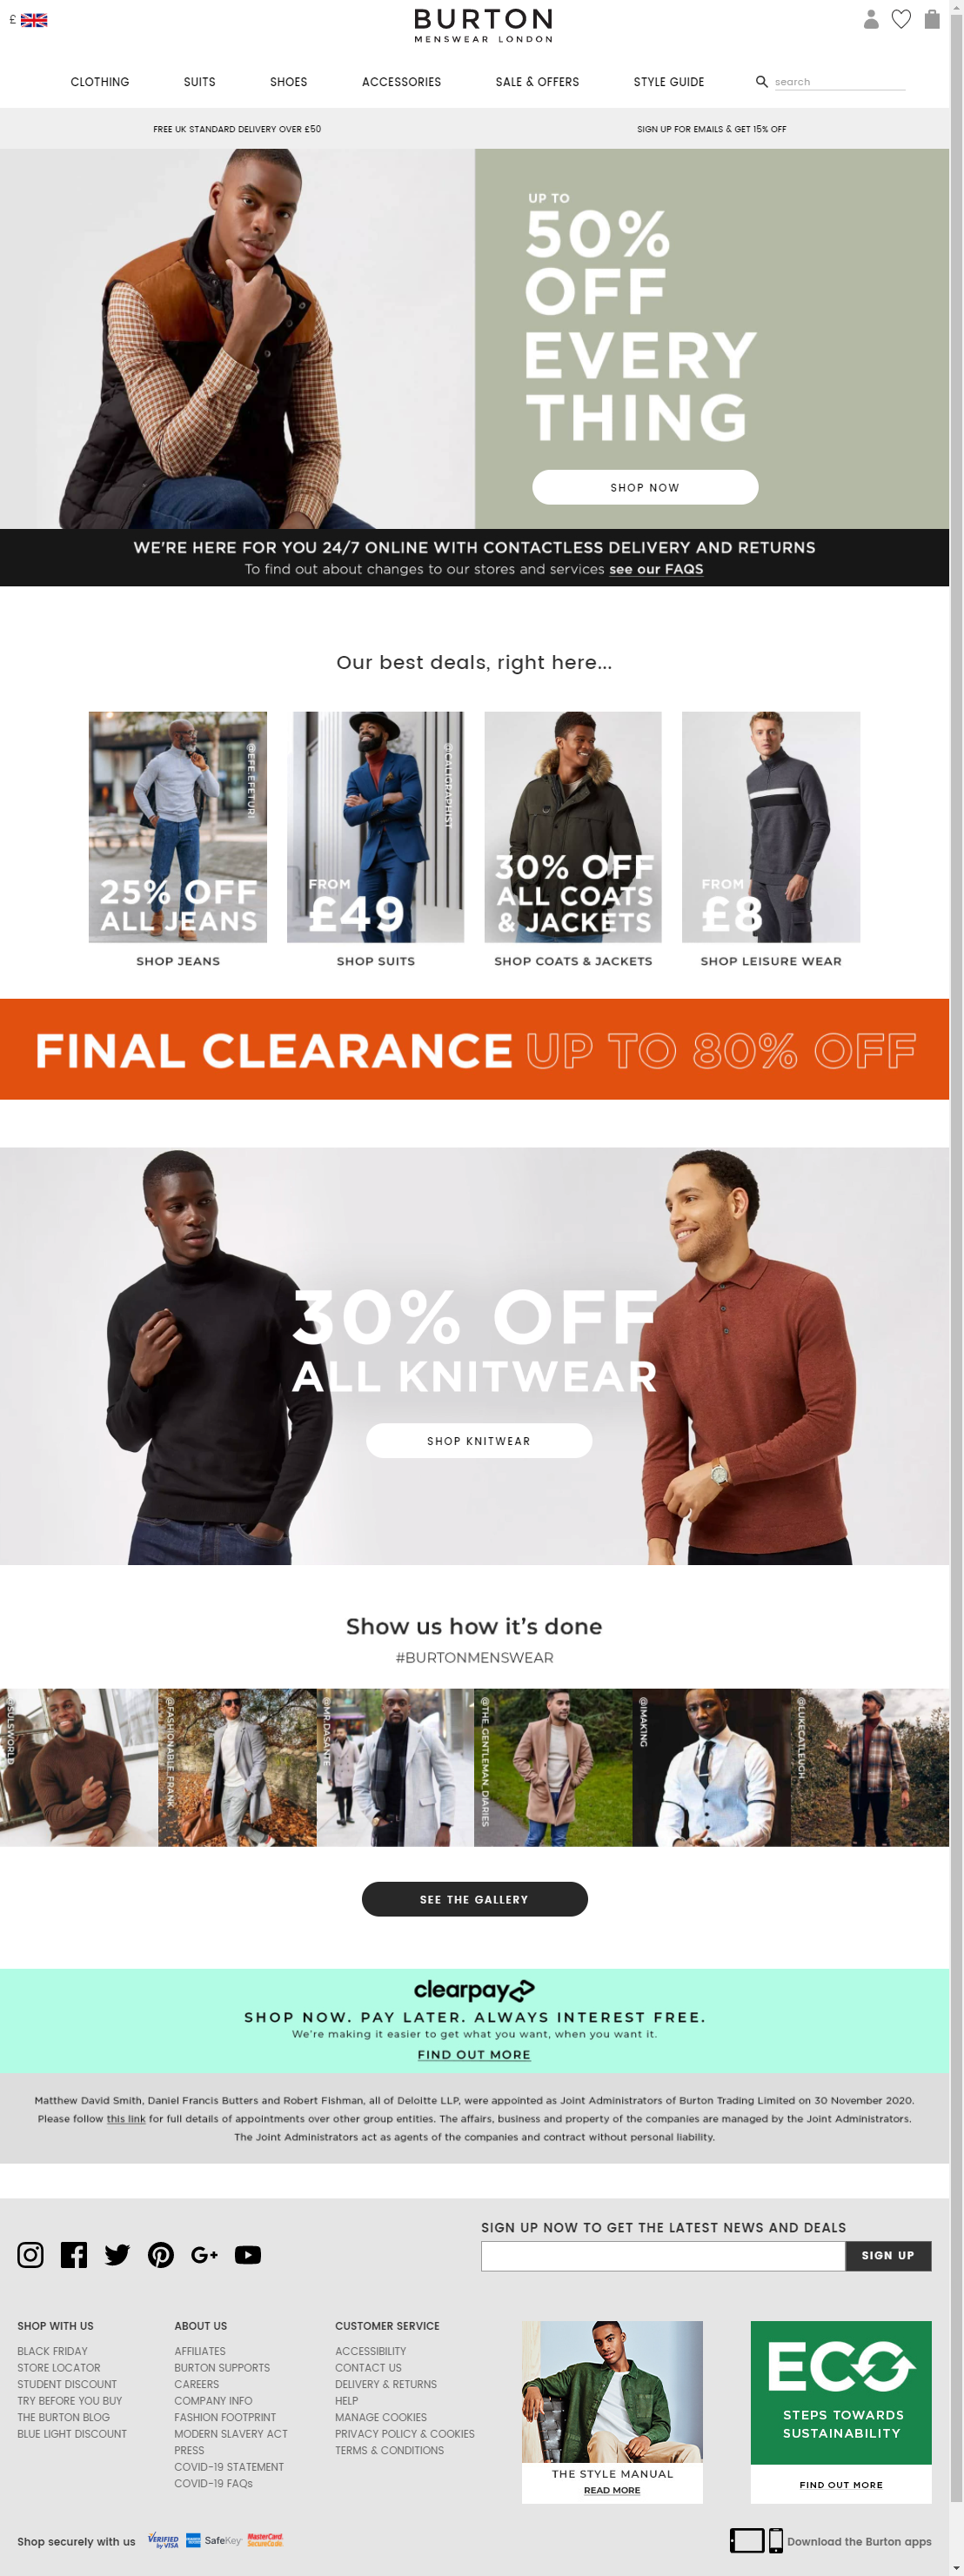 £
BURTON
MENSWEAR LONDON
CLOTHING
SUITS
SHOES
ACCESSORIES
SALE & OFFERS
STYLE GUIDE
search
FREE UK STANDARD DELIVERY OVER £50
SIGN UP FOR EMAILS & GET 15% OFF
UP TO
50%
OFF
EVERY
THING
SHOP NOW
WE'RE HERE FOR YOU 24/7 ONLINE WITH CONTACTLESS DELIVERY AND RETURNS
To find out about changes to our stores and services see our FAQS
Our best deals, right here...
@EFE.EFETURI
25% OFF
ALL JEANS
SHOP JEANS
FROM
£49
SHOP SUITS
30% OFF
ALL COATS
& JACKETS
SHOP COATS & JACKETS
FROM
£8
SHOP LEISURE WEAR
FINAL CLEARANCE UP TO 80% OFF
30% OFF
ALL KNITWEAR
SHOP KNITWEAR
Show us how it's done
#BURTONMENSWEAR
@FASHIONABLE_FRANK
@MR.DASANTE
@THE_GENTLEMAN_DIARIES
@IMAK1NG
@LUKECATLEUGH
SEE THE GALLERY
clearpay
SHOP NOW. PAY LATER. ALWAYS INTEREST FREE.
We're making it easier to get what you want, when you want it.
FIND OUT MORE
Matthew David Smith, Daniel Francis Butters and Robert Fishman, all of Deloitte LLP, were appointed as Joint Administrators of Burton Trading Limited on 30 November 2020.
Please follow this link for full details of appointments over other group entities. The affairs, business and property of the companies are managed by the Joint Administrators.
The Joint Administrators act as agents of the companies and contract without personal liability.
SIGN UP NOW TO GET THE LATEST NEWS AND DEALS
SIGN UP
G+
SHOP WITH US
BLACK FRIDAY
STORE LOCATOR
STUDENT DISCOUNT
TRY BEFORE YOU BUY
THE BURTON BLOG
BLUE LIGHT DISCOUNT
ABOUT US
AFFILIATES
BURTON SUPPORTS
CAREERS
COMPANY INFO
FASHION FOOTPRINT
MODERN SLAVERY ACT
PRESS
COVID-19 STATEMENT
COVID-19 FAQs
CUSTOMER SERVICE
ACCESSIBILITY
CONTACT US
DELIVERY & RETURNS
HELP
MANAGE COOKIES
PRIVACY POLICY & COOKIES
TERMS & CONDITIONS
THE STYLE MANUAL
READ MORE
ECO
STEPS TOWARDS
SUSTAINABILITY
FIND OUT MORE
Shop securely with us
VERIFIED
by VISA
SafeKey
MasterCard.
SecureCode.
Download the Burton apps